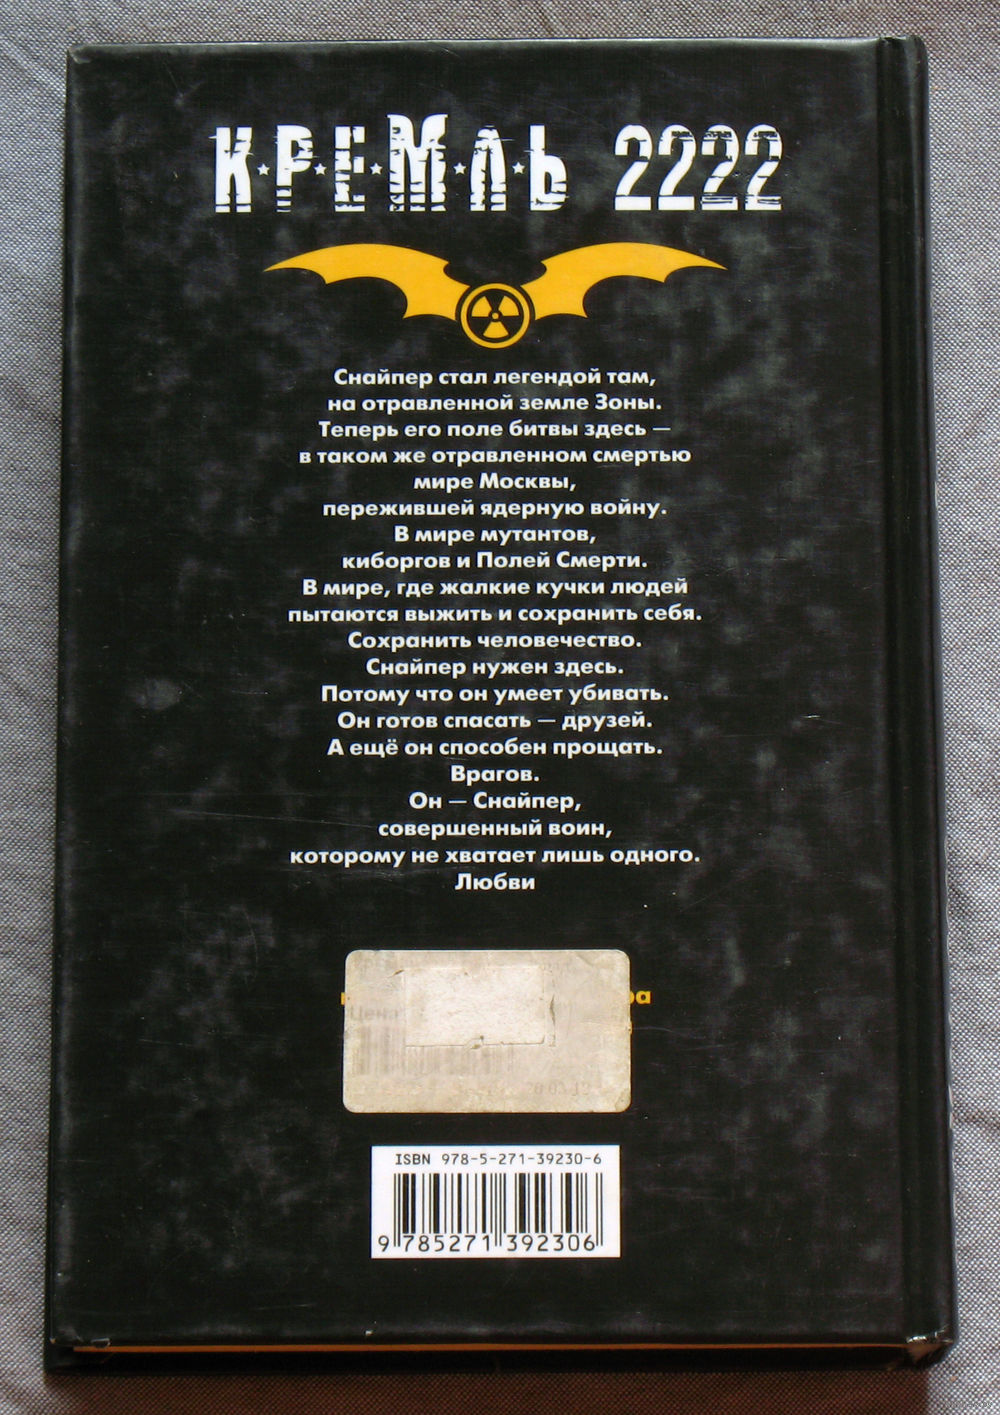 К★Р★Е★М★Л★Ь 2222
Снайпер стал легендой там,
на отравленной земле Зоны.
Теперь его поле битвы здесь —
в таком же отравленном смертью
мире Москвы,
пережившей ядерную войну.
В мире мутантов,
киборгов и Полей Смерти.
В мире, где жалкие кучки людей
пытаются выжить и сохранить себя.
Сохранить человечество.
Снайпер нужен здесь.
Потому что он умеет убивать.
Он готов спасать — друзей.
А ещё он способен прощать.
Врагов.
Он — Снайпер,
совершенный воин,
которому не хватает лишь одного.
Любви
Цена
ISBN 978-5-271-39230-6
9 785271 392306